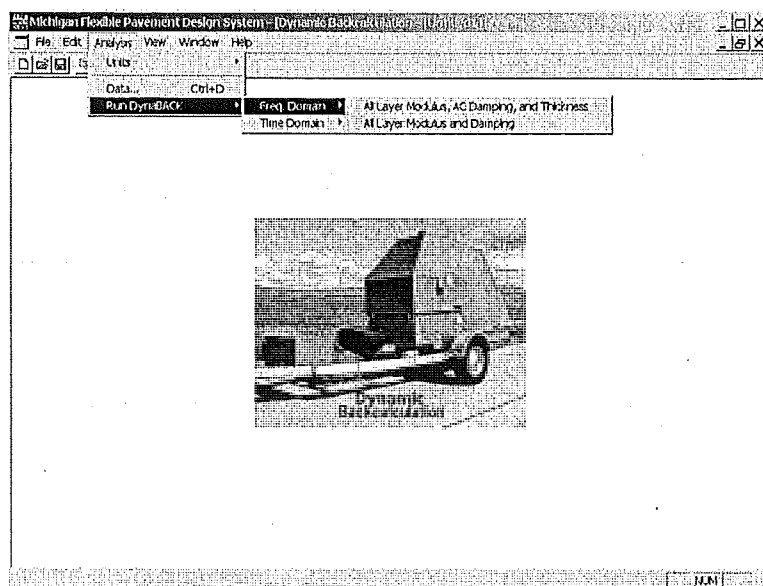 Michigan Flexible Pavement Design System - [Dynamic Backcalculation - [Untitled1]]
File Edit Analysis View Window Help
Units
Data... Ctrl+D
Run DynaBACK Freq. Domain All Layer Modulus, AC Damping, and Thickness
Time Domain All Layer Modulus and Damping
Dynamic
Backcalculation
NUM